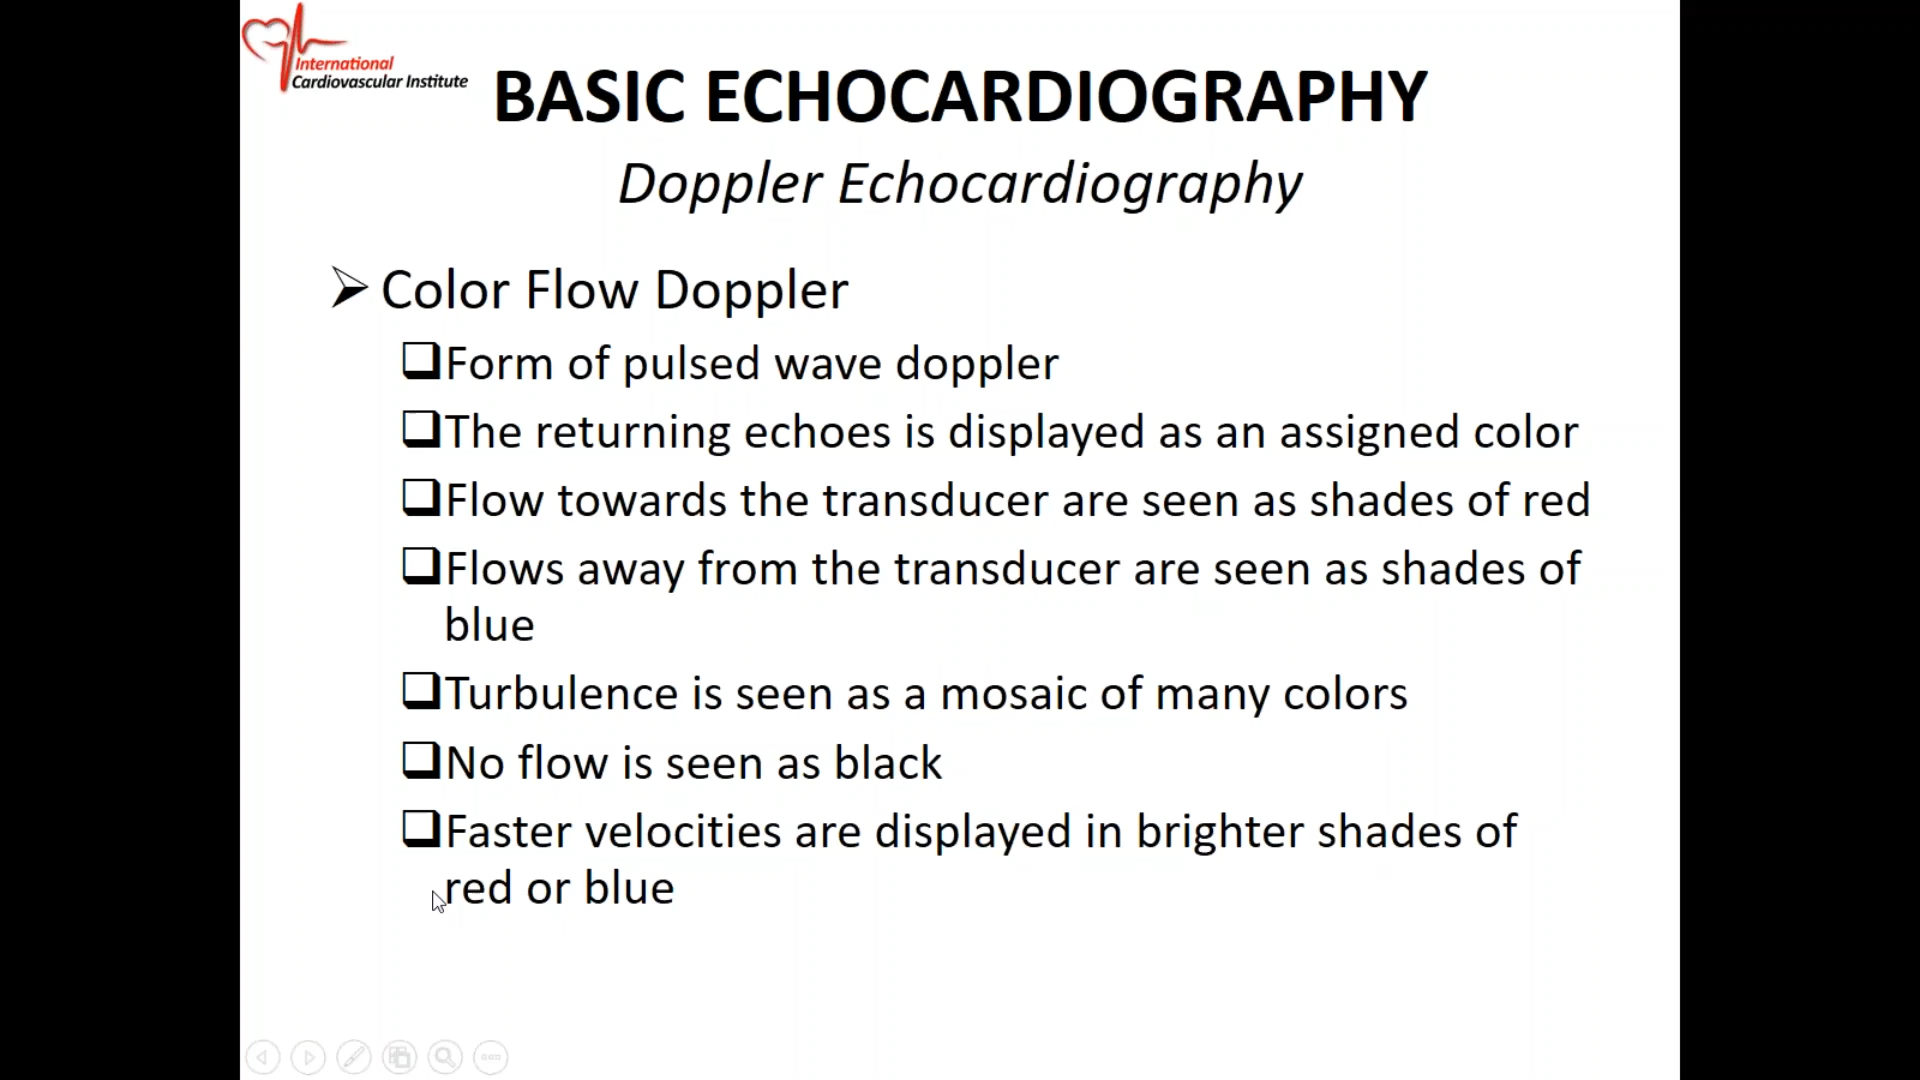 International
Cardiovascular Institute
BASIC ECHOCARDIOGRAPHY
Doppler Echocardiography
Color Flow Doppler
Form of pulsed wave doppler
The returning echoes is displayed as an assigned color
Flow towards the transducer are seen as shades of red
Flows away from the transducer are seen as shades of
blue
Turbulence is seen as a mosaic of many colors
No flow is seen as black
Faster velocities are displayed in brighter shades of
red or blue